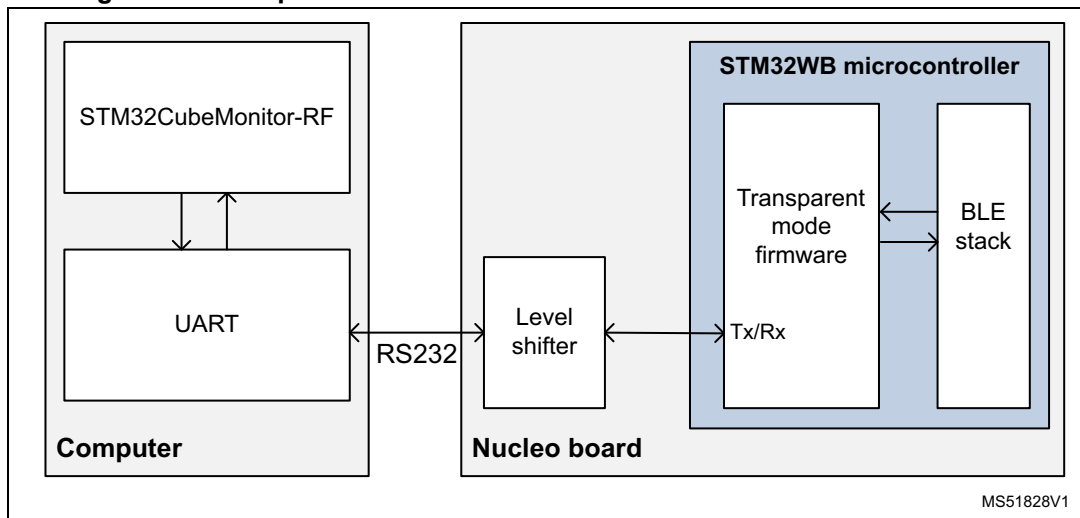 STM32CubeMonitor-RF
UART
Computer
RS232
Level
shifter
Nucleo board
STM32WB microcontroller
Transparent
mode
firmware
Tx/Rx
BLE
stack
MS51828V1